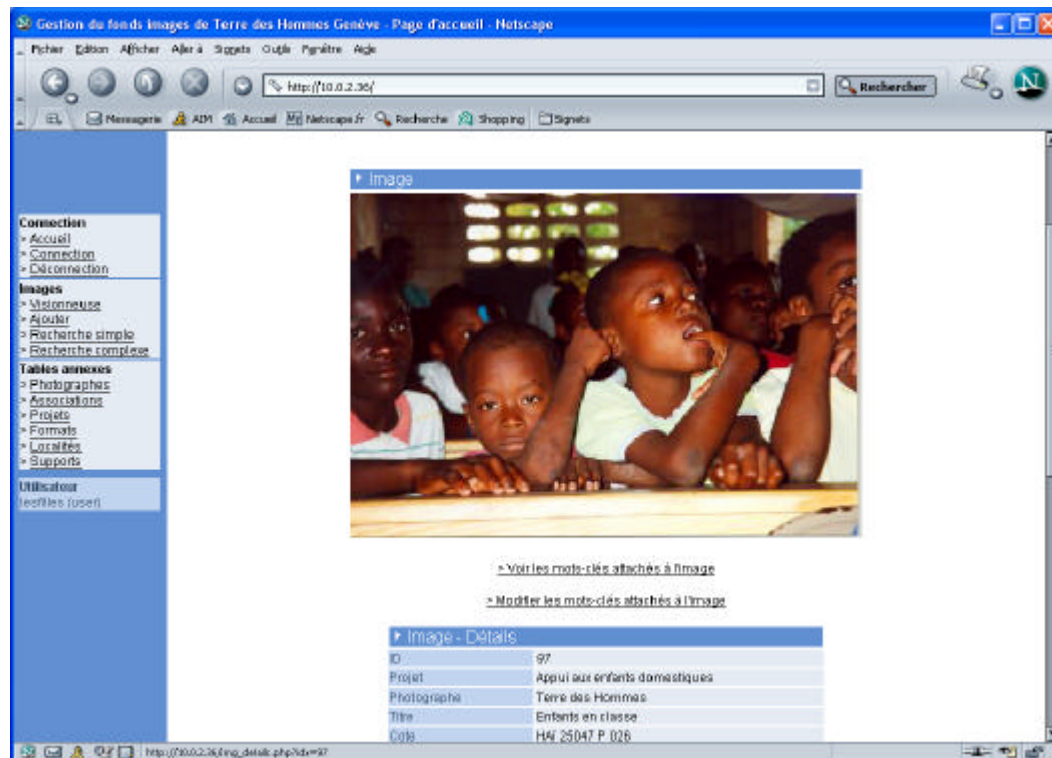 Gestion du fonds images de Terre des Hommes Genève - Page d'accueil - Netscape
Fichier Edition Afficher Aller à Signets Outils Fenêtre Aide
http://10.0.2.36/
Rechercher
Messagerie AIM Accueil Netscape.fr Recherche Shopping Signets
Image
Connection
> Accueil
> Connection
> Déconnection
Images
> Visionneuse
> Ajouter
> Recherche simple
> Recherche complexe
Tables annexes
> Photographes
> Associations
> Projets
> Formats
> Localités
> Supports
Utilisateur
lesfilles (user)
> Voir les mots-clés attachés à l'image
> Modifier les mots-clés attachés à l'image
Image - Détails
ID 97
Projet Appui aux enfants domestiques
Photographe Terre des Hommes
Titre Enfants en classe
Cote HAI 25047 P 026
http://10.0.2.36/img_details.php?idx=97